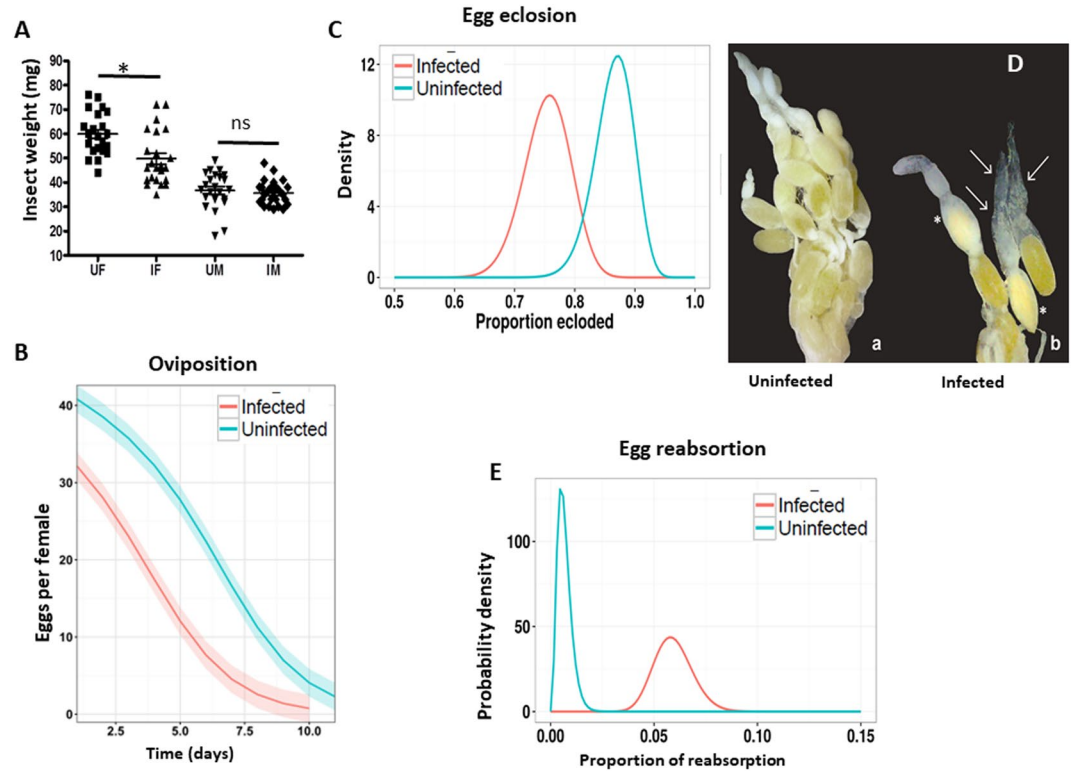 A
Insect weight (mg)
90
80
70
60
50
40
30
20
10
*
ns
UF IF UM IM
B
Oviposition
Eggs per female
40
30
20
10
0
Infected
Uninfected
2.5 5.0 7.5 10.0
Time (days)
C
Egg eclosion
Density
12
8
4
0
Infected
Uninfected
0.5 0.6 0.7 0.8 0.9 1.0
Proportion ecloded
D
*
*
a b
Uninfected Infected
E
Egg reabsortion
Probability density
100
50
0
Infected
Uninfected
0.00 0.05 0.10 0.15
Proportion of reabsorption